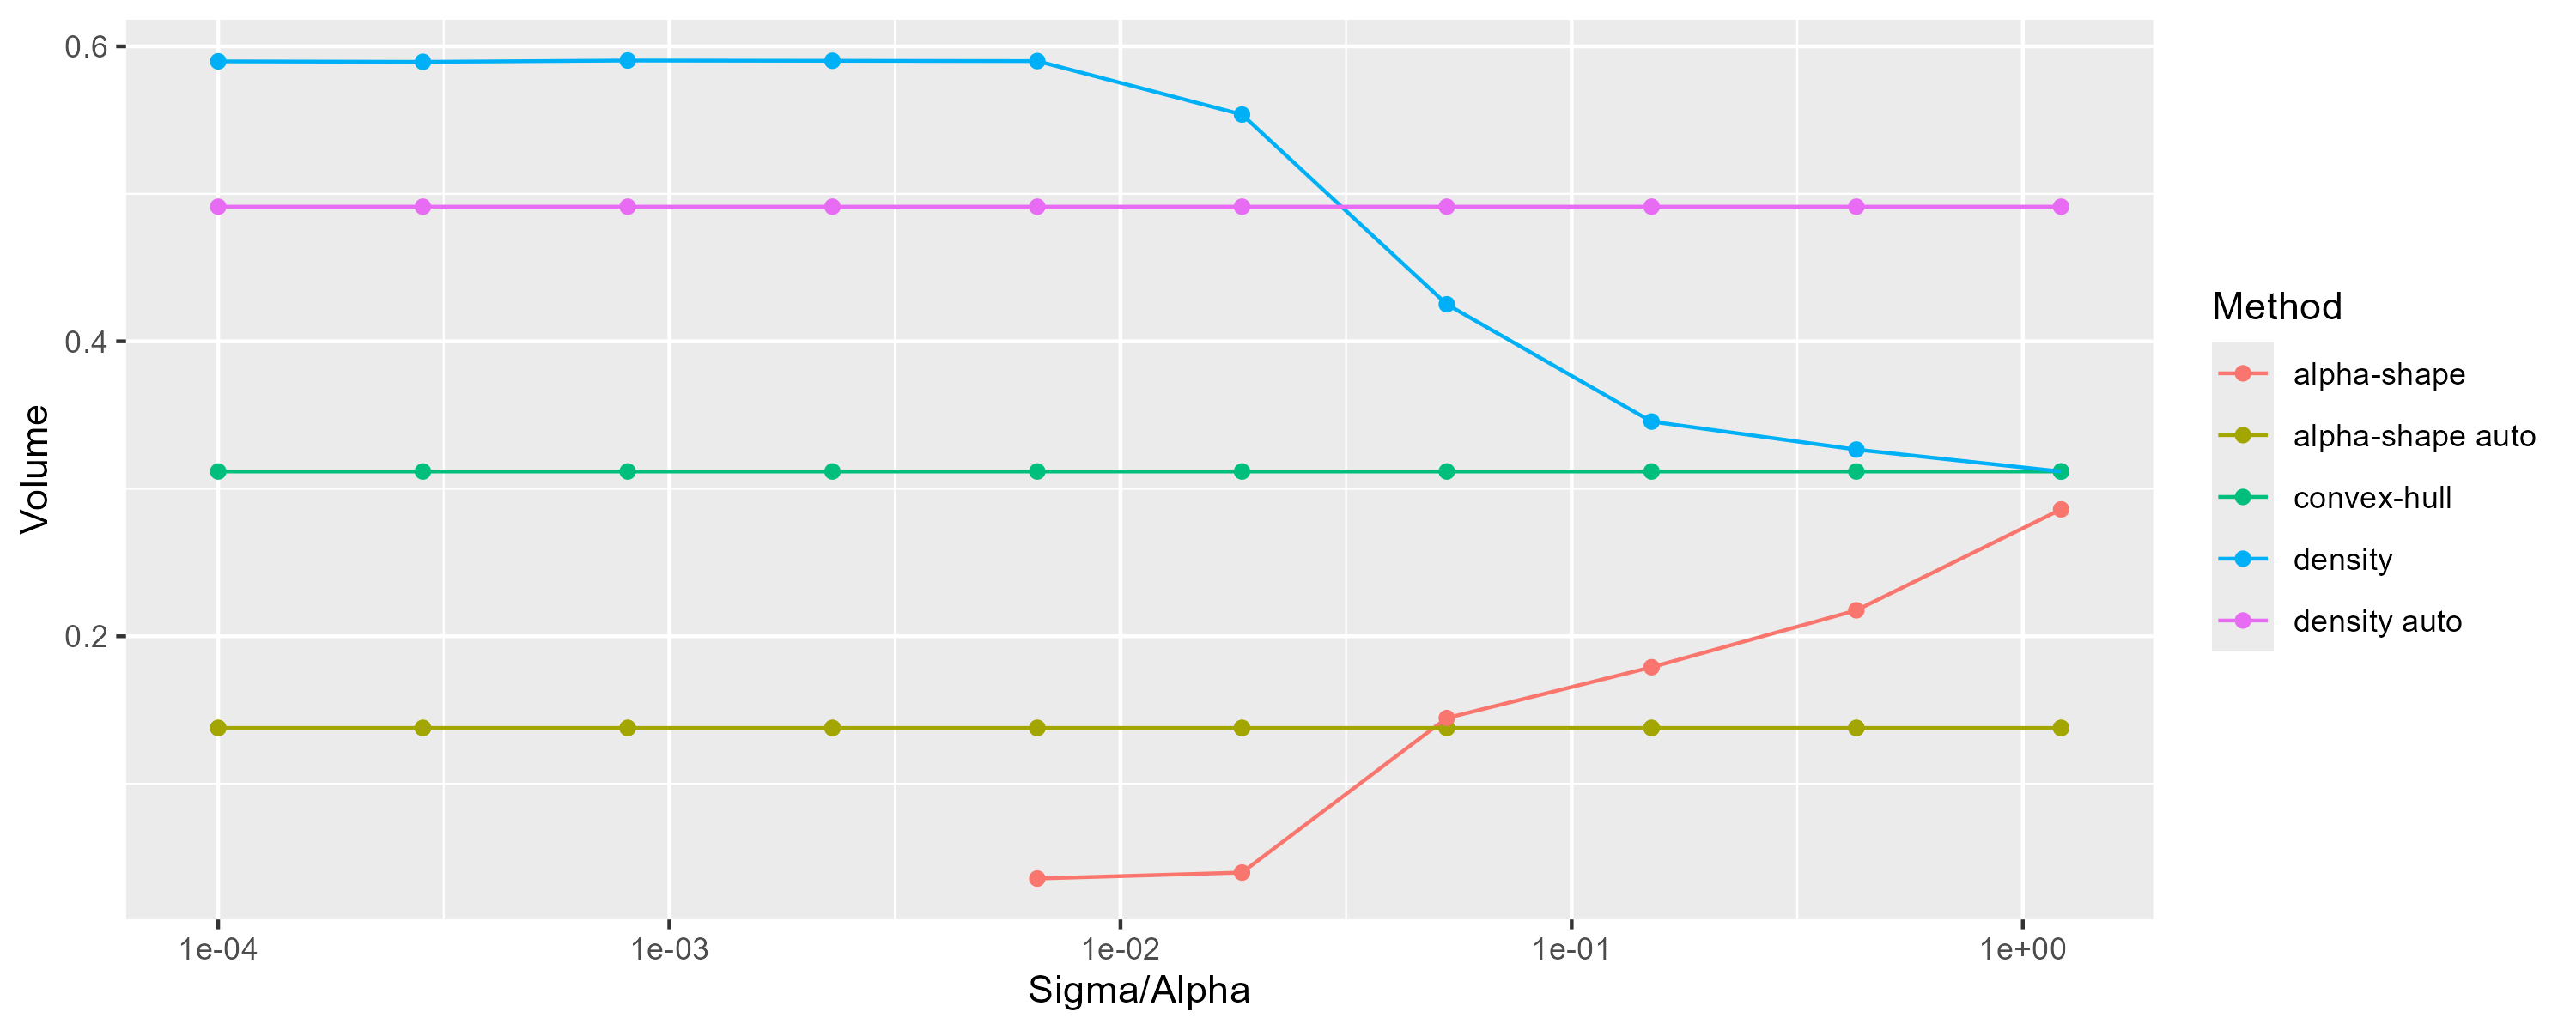 0.6
0.4
0.2
Volume
1e-04
1e-03
1e-02
1e-01
1e+00
Sigma/Alpha
Method
alpha-shape
alpha-shape auto
convex-hull
density
density auto